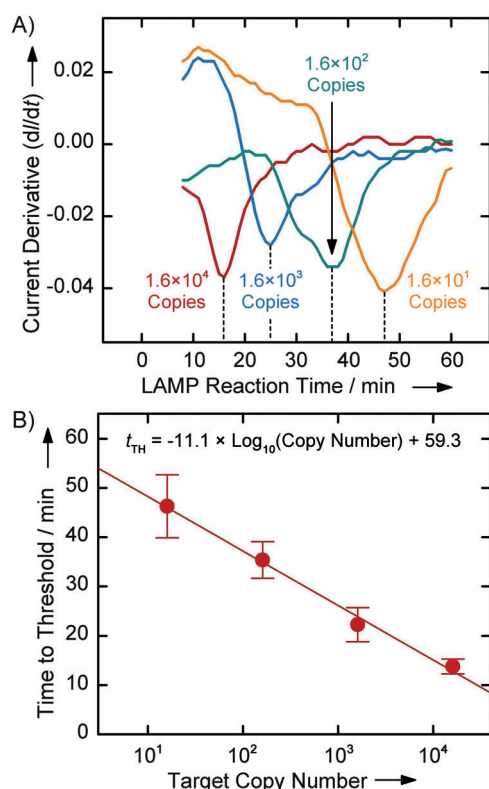 A)
Current Derivative (dI/dt)
0.02
0.00
-0.02
-0.04
1.6×10²
Copies
1.6×10⁴
Copies
1.6×10³
Copies
1.6×10¹
Copies
0 10 20 30 40 50 60
LAMP Reaction Time / min
B)
Time to Threshold / min
60
50
40
30
20
10
0
t_TH = -11.1 × Log₁₀(Copy Number) + 59.3
10¹ 10² 10³ 10⁴
Target Copy Number